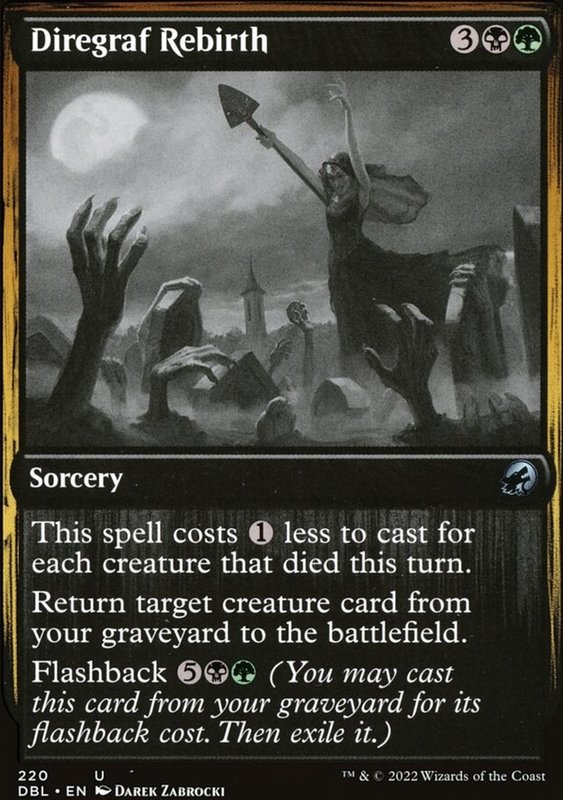 Diregraf Rebirth 3
Sorcery
This spell costs 1 less to cast for
each creature that died this turn.
Return target creature card from
your graveyard to the battlefield.
Flashback 5 (You may cast
this card from your graveyard for its
flashback cost. Then exile it.)
220 U
DBL • EN DAREK ZABROCKI
™ & © 2022 Wizards of the Coast